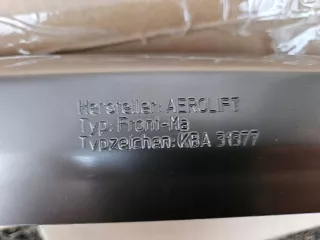 Hersteller: AEROLIFT
Typ: Front-Ma
Typzeichen: KBA 31377